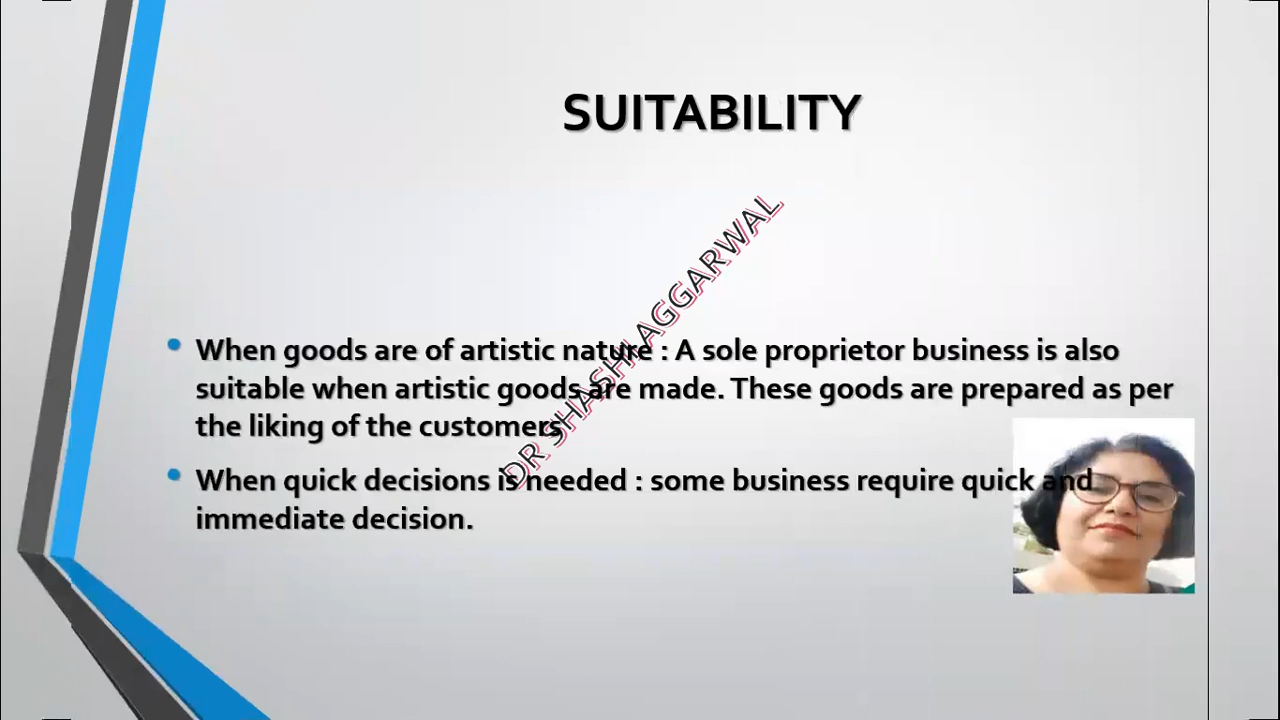 SUITABILITY
DR SHASHI AGGARWAL
When goods are of artistic nature : A sole proprietor business is also
suitable when artistic goods are made. These goods are prepared as per
the liking of the customers
When quick decisions is needed : some business require quick and
immediate decision.